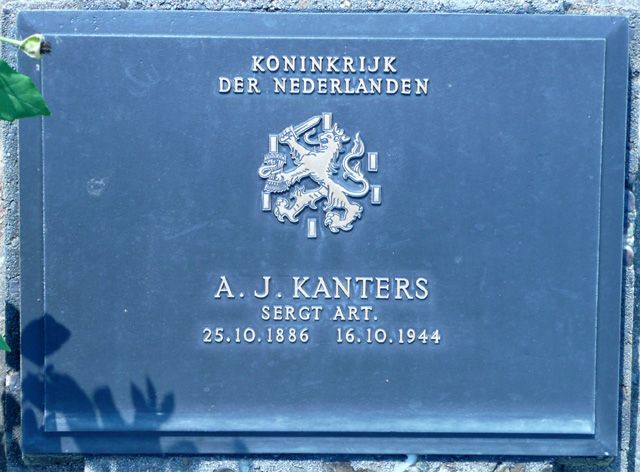 KONINKRIJK
DER NEDERLANDEN
A. J. KANTERS
SERGT ART.
25.10.1886 16.10.1944